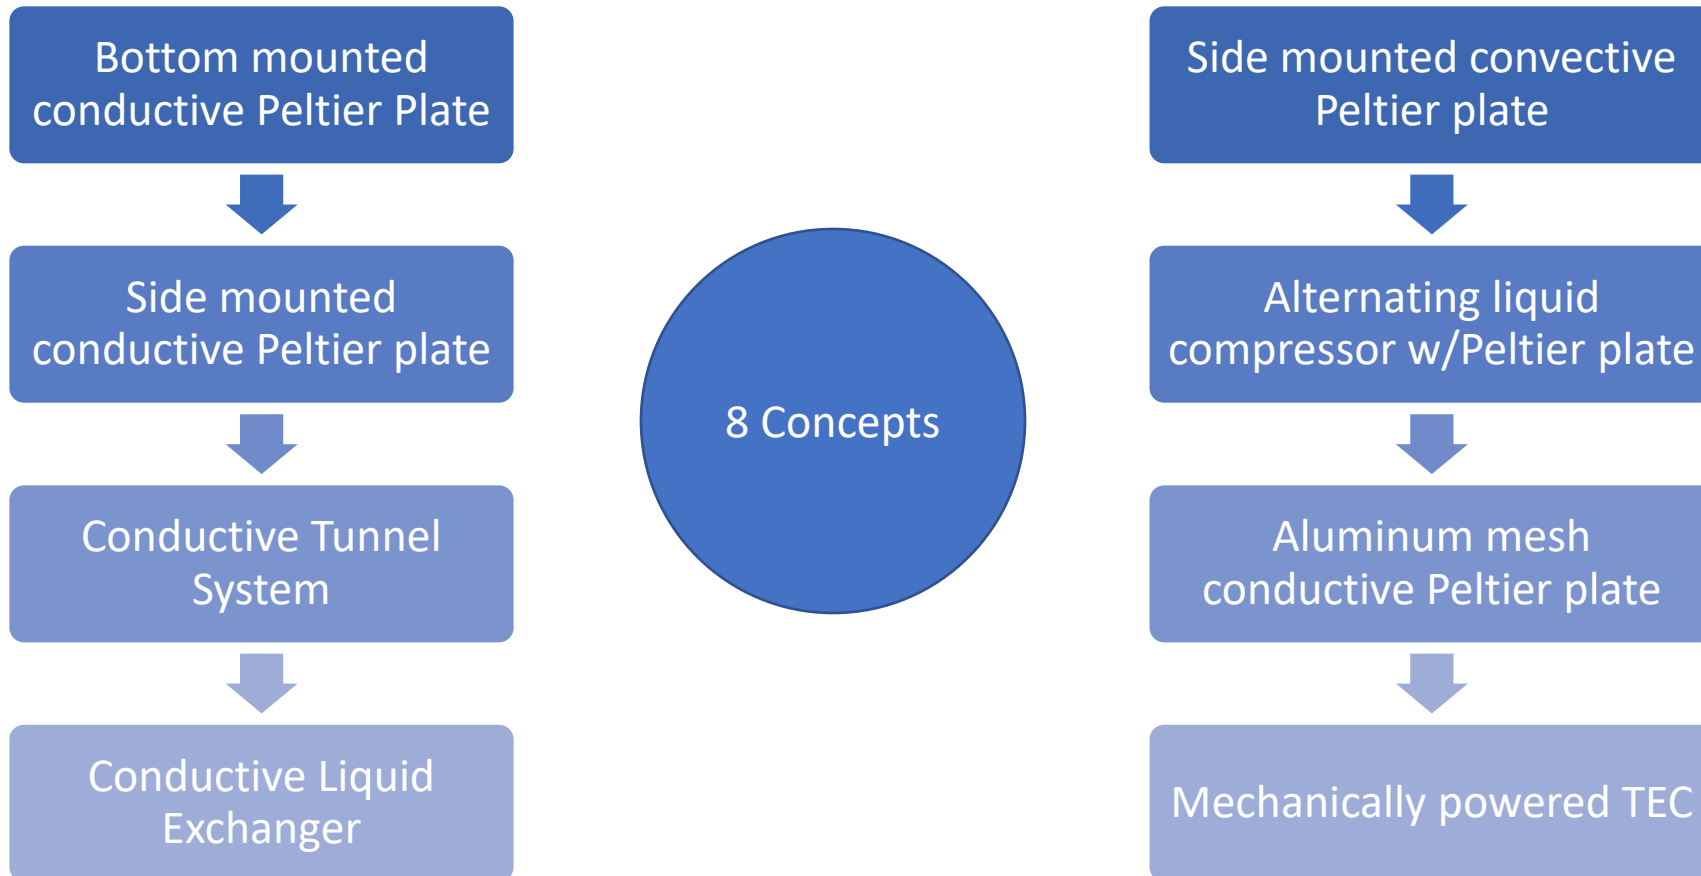 Bottom mounted
conductive Peltier Plate
Side mounted
conductive Peltier plate
Conductive Tunnel
System
Conductive Liquid
Exchanger
8 Concepts
Side mounted convective
Peltier plate
Alternating liquid
compressor w/Peltier plate
Aluminum mesh
conductive Peltier plate
Mechanically powered TEC